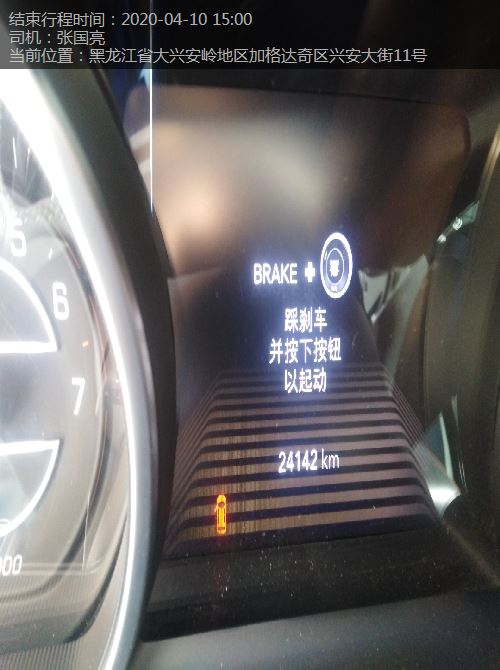 结束行程时间：2020-04-10 15:00
司机：张国亮
当前位置：黑龙江省大兴安岭地区加格达奇区兴安大街11号
5
6
BRAKE +
踩刹车
并按下按钮
以起动
7
24142 km